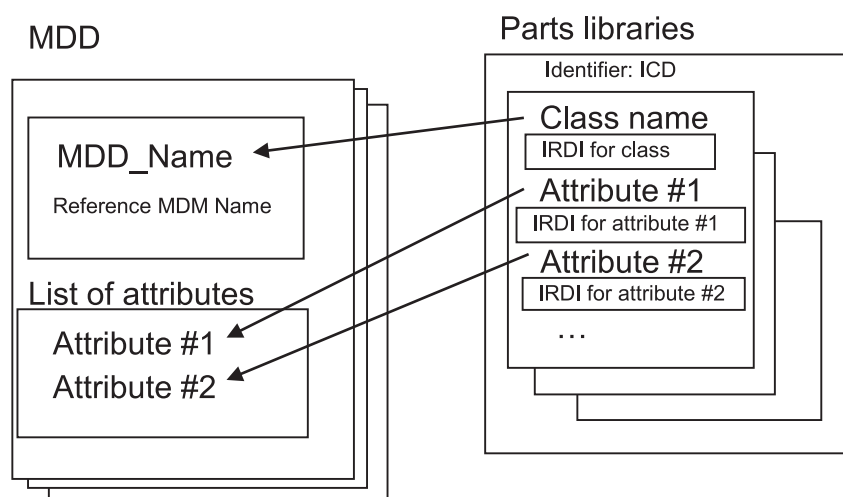 MDD
MDD_Name
Reference MDM Name
List of attributes
Attribute #1
Attribute #2
Parts libraries
Identifier: ICD
Class name
IRDI for class
Attribute #1
IRDI for attribute #1
Attribute #2
IRDI for attribute #2
...